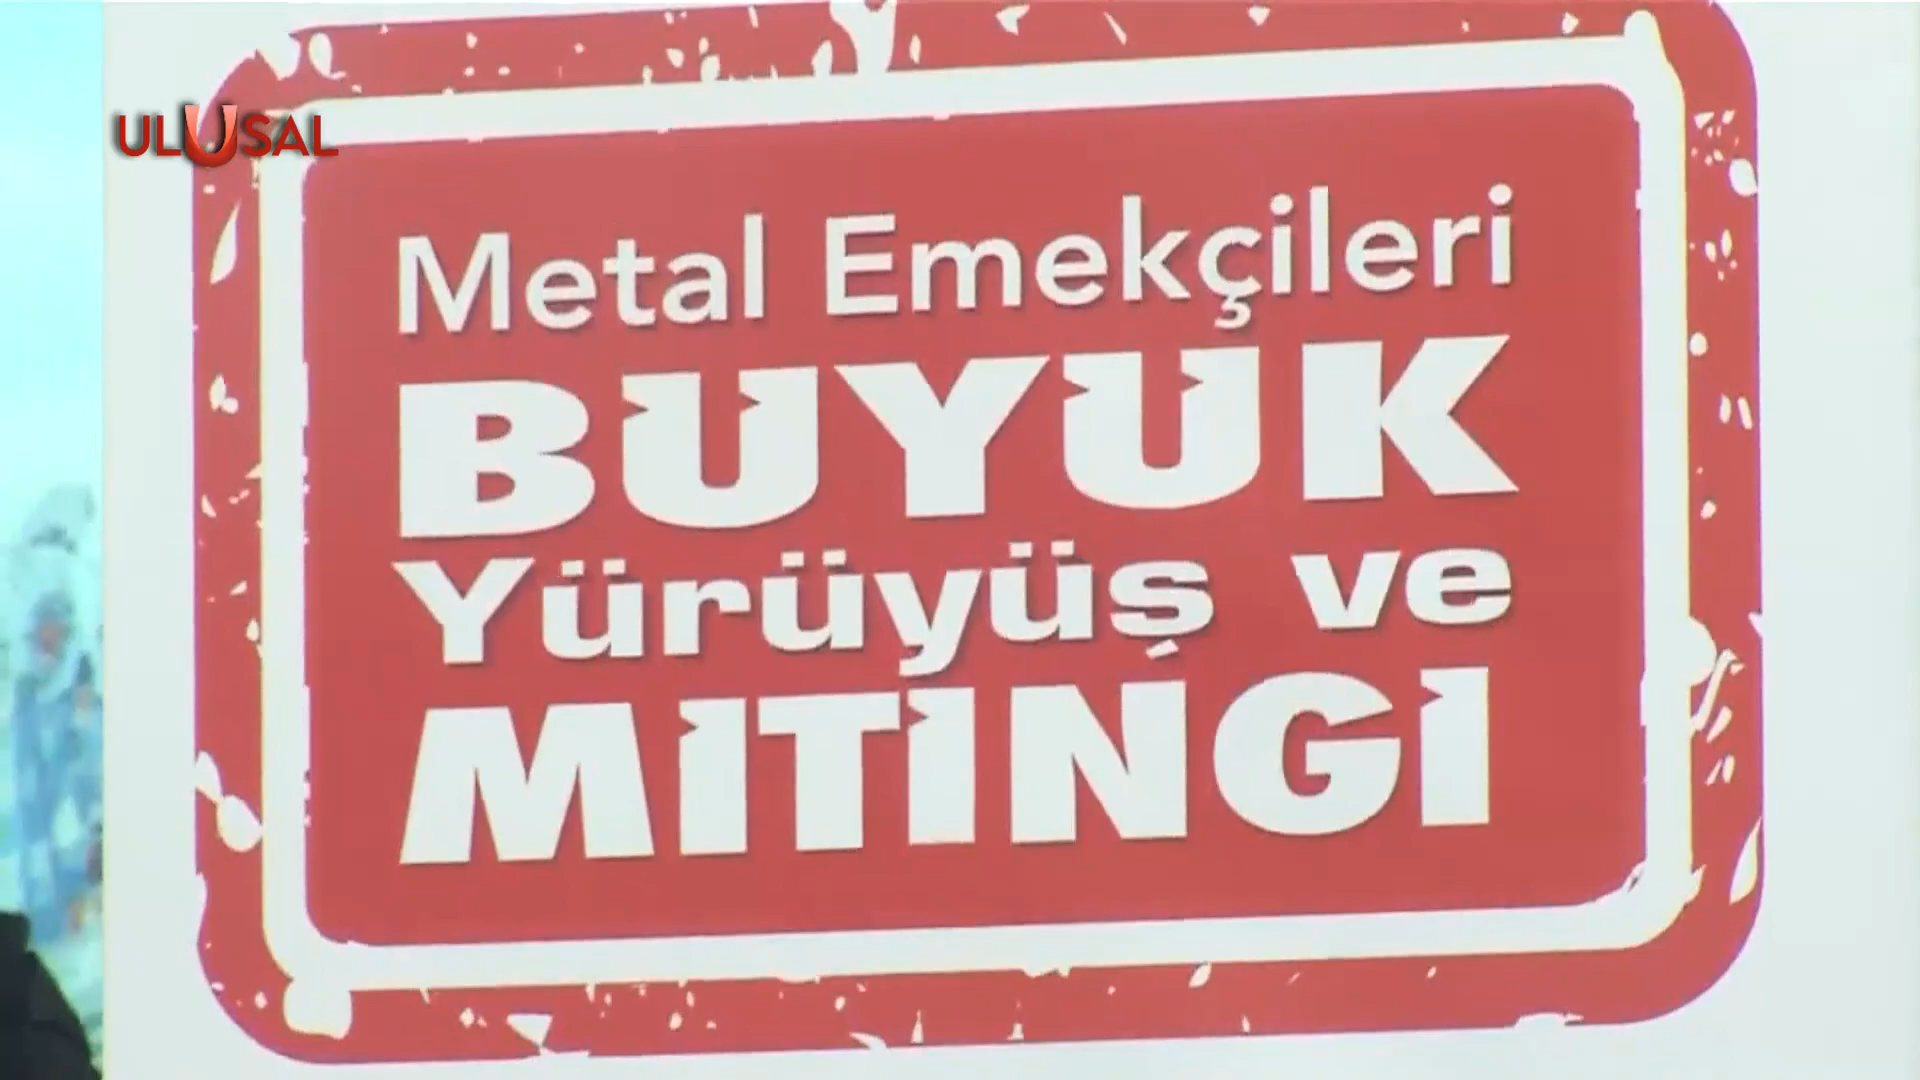 ULUSAL
Metal Emekçileri
BÜYÜK
Yürüyüş ve
MİTİNGİ